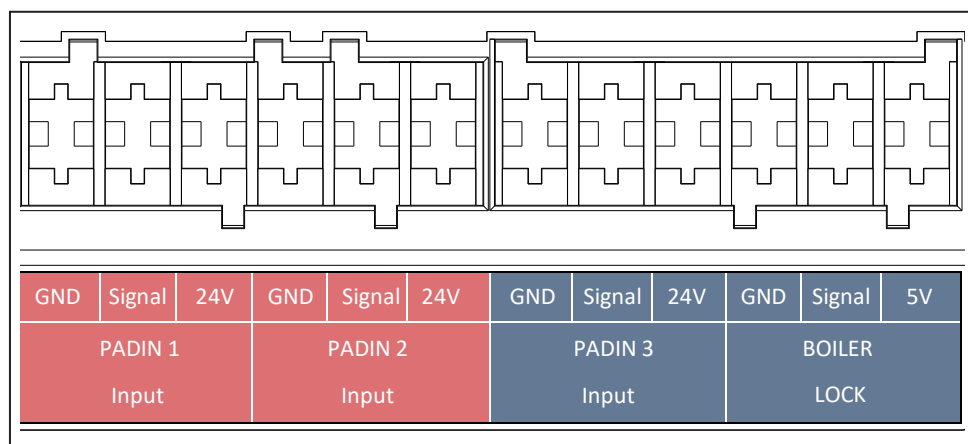 GND Signal 24V GND Signal 24V GND Signal 24V GND Signal 5V
PADIN 1 PADIN 2 PADIN 3 BOILER
Input Input Input LOCK